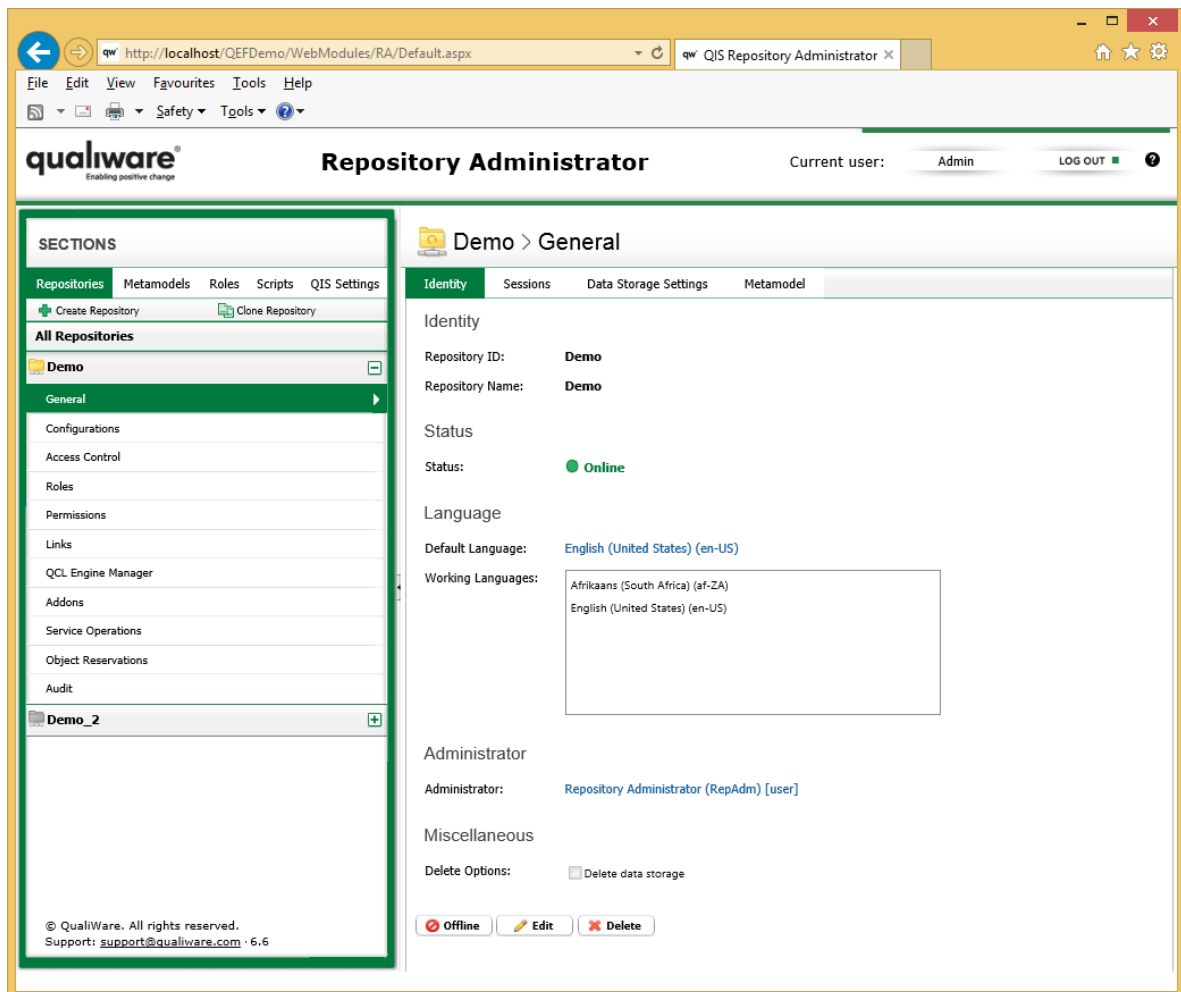 http://localhost/QEFDemo/WebModules/RA/Default.aspx
qw QIS Repository Administrator
File Edit View Favourites Tools Help
Safety Tools
qualiware®
Enabling positive change
Repository Administrator
Current user: Admin LOG OUT ?
SECTIONS
Repositories Metamodels Roles Scripts QIS Settings
Create Repository Clone Repository
All Repositories
Demo
General
Configurations
Access Control
Roles
Permissions
Links
QCL Engine Manager
Addons
Service Operations
Object Reservations
Audit
Demo_2
© QualiWare. All rights reserved.
Support: support@qualiware.com · 6.6
Demo > General
Identity Sessions Data Storage Settings Metamodel
Identity
Repository ID: Demo
Repository Name: Demo
Status
Status: Online
Language
Default Language: English (United States) (en-US)
Working Languages:
Afrikaans (South Africa) (af-ZA)
English (United States) (en-US)
Administrator
Administrator: Repository Administrator (RepAdm) [user]
Miscellaneous
Delete Options: Delete data storage
Offline Edit Delete